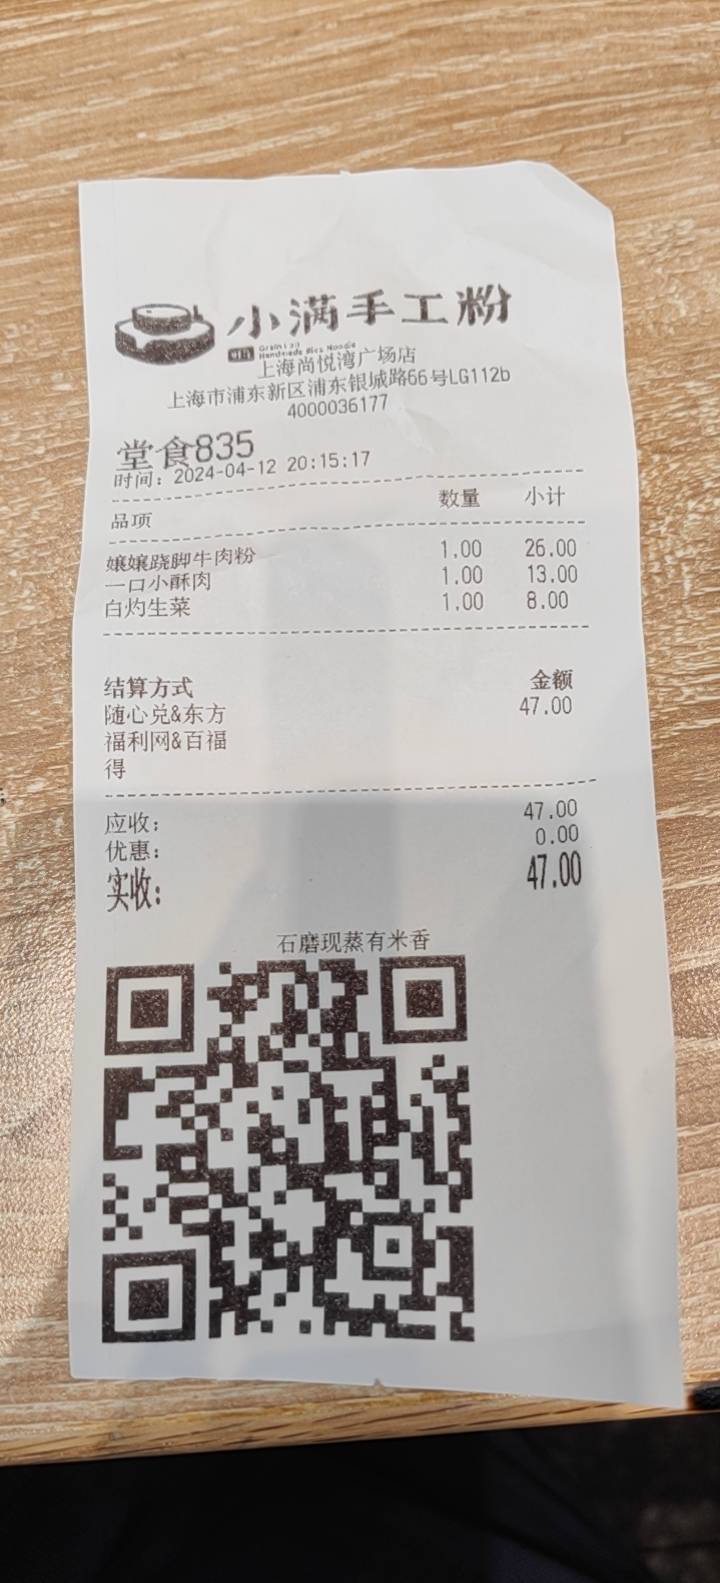 小满手工粉
Grain Full
Handmade Rice Noodle
上海尚悦湾广场店
上海市浦东新区浦东银城路66号LG112b
4000036177
堂食835
时间：2024-04-12 20:15:17
品项 数量 小计
孃孃跷脚牛肉粉 1.00 26.00
一口小酥肉 1.00 13.00
白灼生菜 1.00 8.00
结算方式 金额
随心兑&东方 47.00
福利网&百福
得
应收： 47.00
优惠： 0.00
实收： 47.00
石磨现蒸有米香